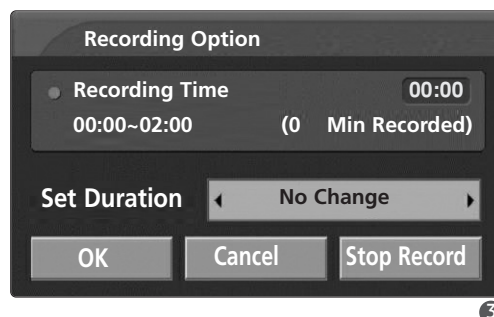 Recording Option
Recording Time 00:00
00:00~02:00 (0 Min Recorded)
Set Duration No Change
OK Cancel Stop Record
3